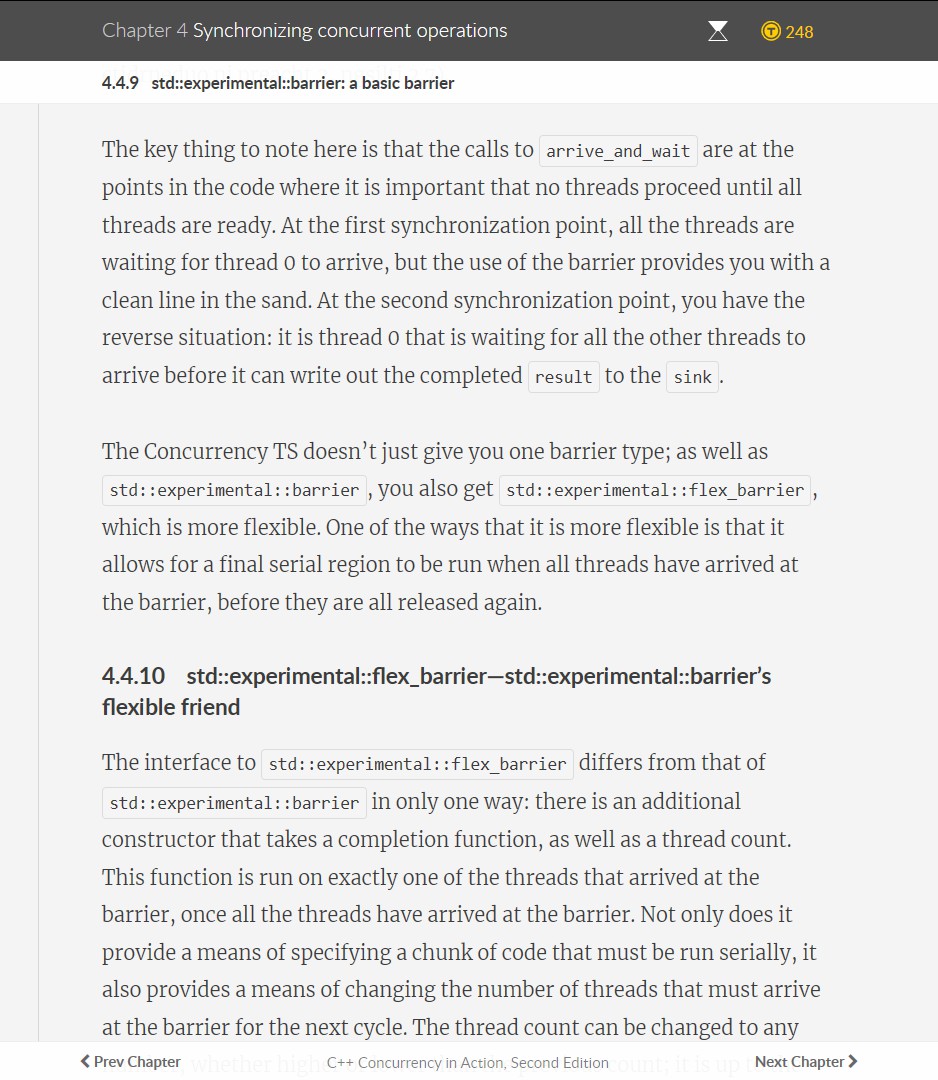 Chapter 4 Synchronizing concurrent operations
248
4.4.9 std::experimental::barrier: a basic barrier
The key thing to note here is that the calls to arrive_and_wait are at the
points in the code where it is important that no threads proceed until all
threads are ready. At the first synchronization point, all the threads are
waiting for thread 0 to arrive, but the use of the barrier provides you with a
clean line in the sand. At the second synchronization point, you have the
reverse situation: it is thread 0 that is waiting for all the other threads to
arrive before it can write out the completed result to the sink.
The Concurrency TS doesn’t just give you one barrier type; as well as
std::experimental::barrier, you also get std::experimental::flex_barrier,
which is more flexible. One of the ways that it is more flexible is that it
allows for a final serial region to be run when all threads have arrived at
the barrier, before they are all released again.
4.4.10 std::experimental::flex_barrier—std::experimental::barrier’s
flexible friend
The interface to std::experimental::flex_barrier differs from that of
std::experimental::barrier in only one way: there is an additional
constructor that takes a completion function, as well as a thread count.
This function is run on exactly one of the threads that arrived at the
barrier, once all the threads have arrived at the barrier. Not only does it
provide a means of specifying a chunk of code that must be run serially, it
also provides a means of changing the number of threads that must arrive
at the barrier for the next cycle. The thread count can be changed to any
Prev Chapter C++ Concurrency in Action, Second Edition Next Chapter